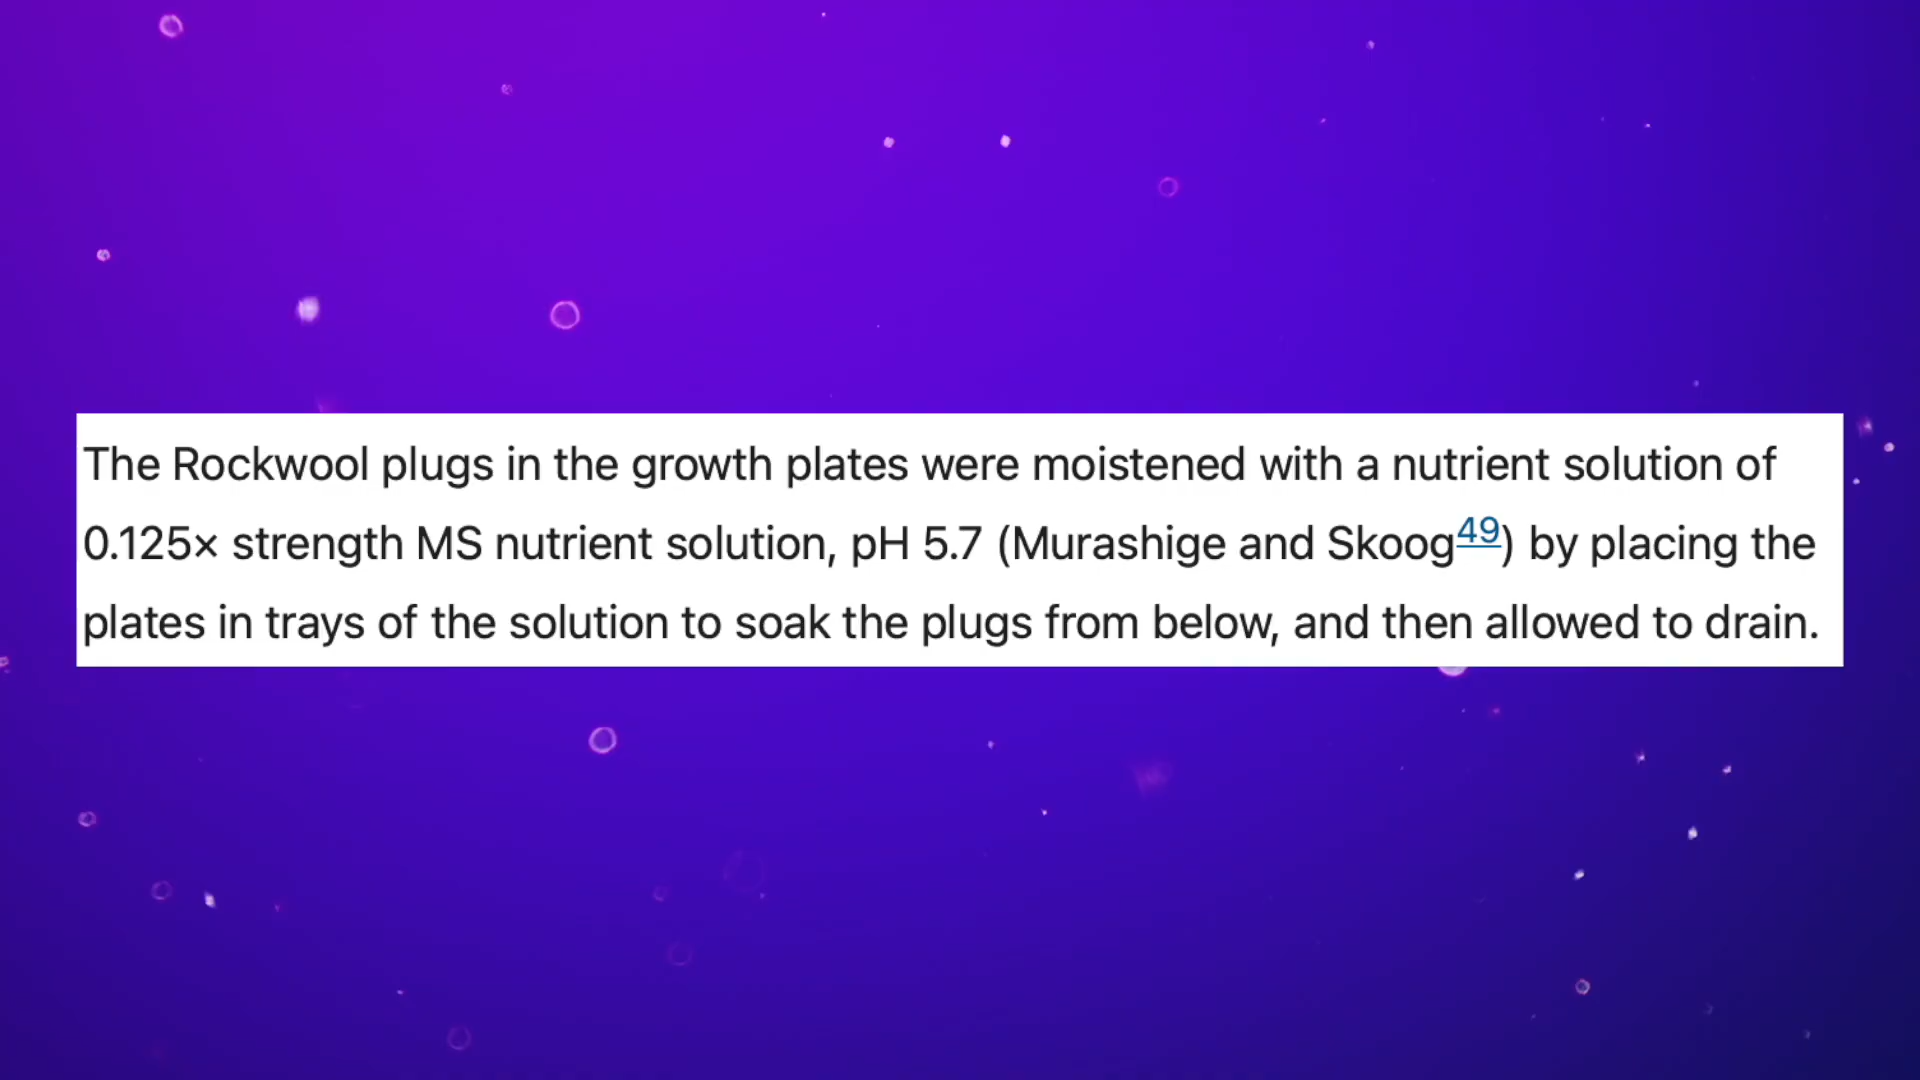 The Rockwool plugs in the growth plates were moistened with a nutrient solution of
0.125× strength MS nutrient solution, pH 5.7 (Murashige and Skoog49) by placing the
plates in trays of the solution to soak the plugs from below, and then allowed to drain.